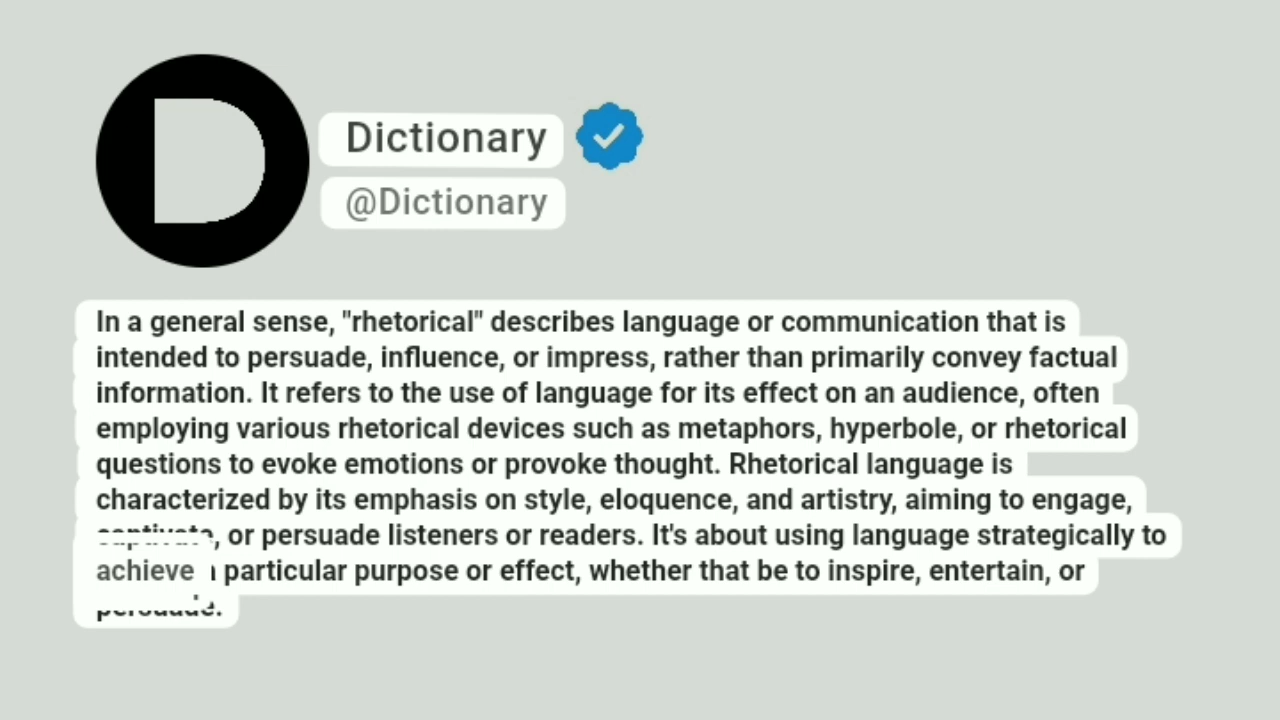 D
Dictionary
@Dictionary
In a general sense, "rhetorical" describes language or communication that is
intended to persuade, influence, or impress, rather than primarily convey factual
information. It refers to the use of language for its effect on an audience, often
employing various rhetorical devices such as metaphors, hyperbole, or rhetorical
questions to evoke emotions or provoke thought. Rhetorical language is
characterized by its emphasis on style, eloquence, and artistry, aiming to engage,
captivate, or persuade listeners or readers. It's about using language strategically to
achieve particular purpose or effect, whether that be to inspire, entertain, or
persuade.